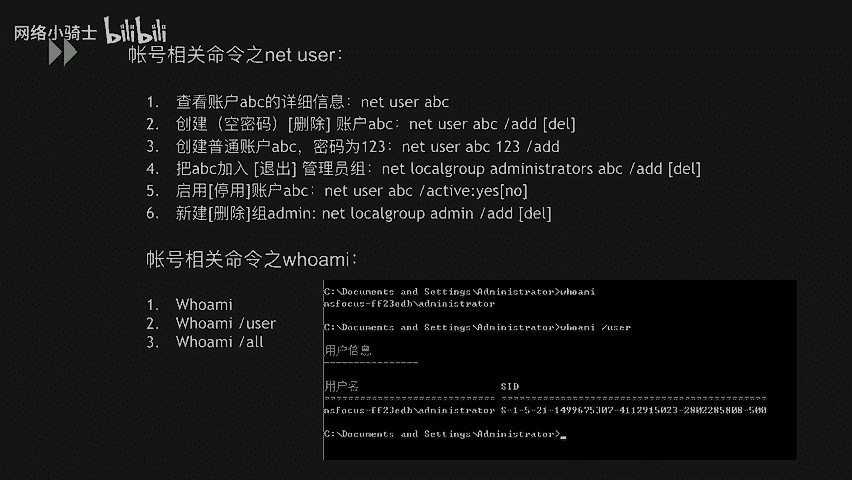 网络小骑士 bilibili
帐号相关命令之net user：
1. 查看账户abc的详细信息：net user abc
2. 创建（空密码）[删除] 账户abc：net user abc /add [del]
3. 创建普通账户abc，密码为123：net user abc 123 /add
4. 把abc加入 [退出] 管理员组：net localgroup administrators abc /add [del]
5. 启用[停用]账户abc：net user abc /active:yes[no]
6. 新建[删除]组admin: net localgroup admin /add [del]
帐号相关命令之whoami：
1. Whoami
2. Whoami /user
3. Whoami /all
C:\Documents and Settings\Administrator>whoami
nsfocus-ff23edb\administrator
C:\Documents and Settings\Administrator>whoami /user
用户信息
----------------
用户名 SID
============================ ============================================
nsfocus-ff23edb\administrator S-1-5-21-1499675307-4112915023-2802285808-500
C:\Documents and Settings\Administrator>_